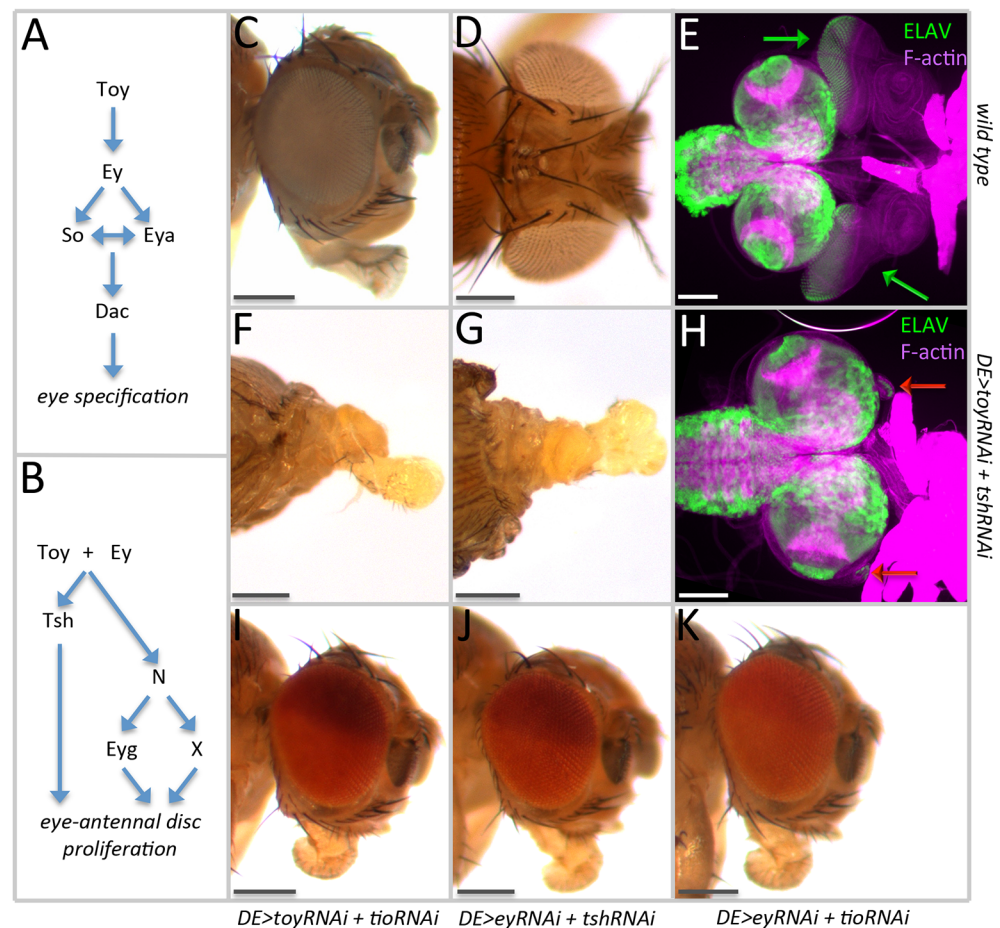 A
Toy
Ey
So
Eya
Dac
eye specification
B
Toy + Ey
Tsh
N
Eyg
X
eye-antennal disc
proliferation
C
D
E
ELAV
F-actin
wild type
F
G
H
ELAV
F-actin
DE>toyRNAi + tshRNAi
I
J
K
DE>toyRNAi + tioRNAi
DE>eyRNAi + tshRNAi
DE>eyRNAi + tioRNAi